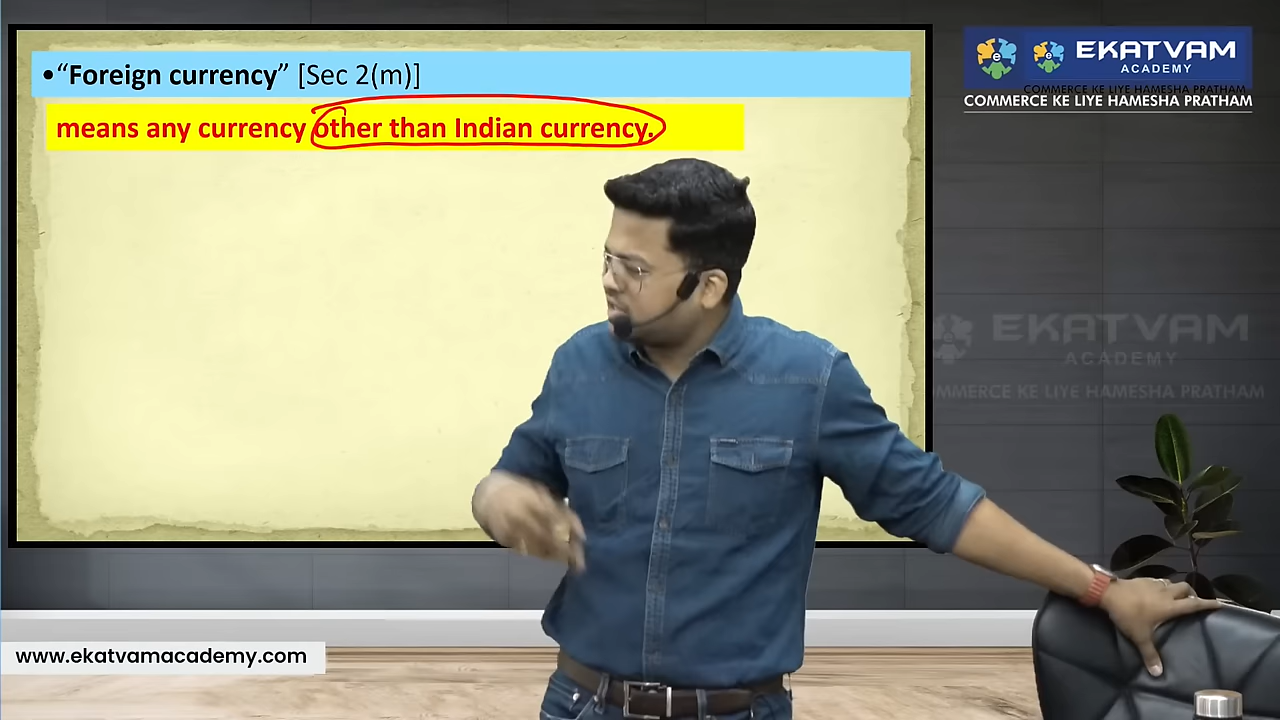 •“Foreign currency” [Sec 2(m)]
means any currency other than Indian currency.
EKATVAM
ACADEMY
COMMERCE KE LIYE HAMESHA PRATHAM
COMMERCE KE LIYE HAMESHA PRATHAM
EKATVAM
ACADEMY
MMERCE KE LIYE HAMESHA PRATHAM
www.ekatvamacademy.com